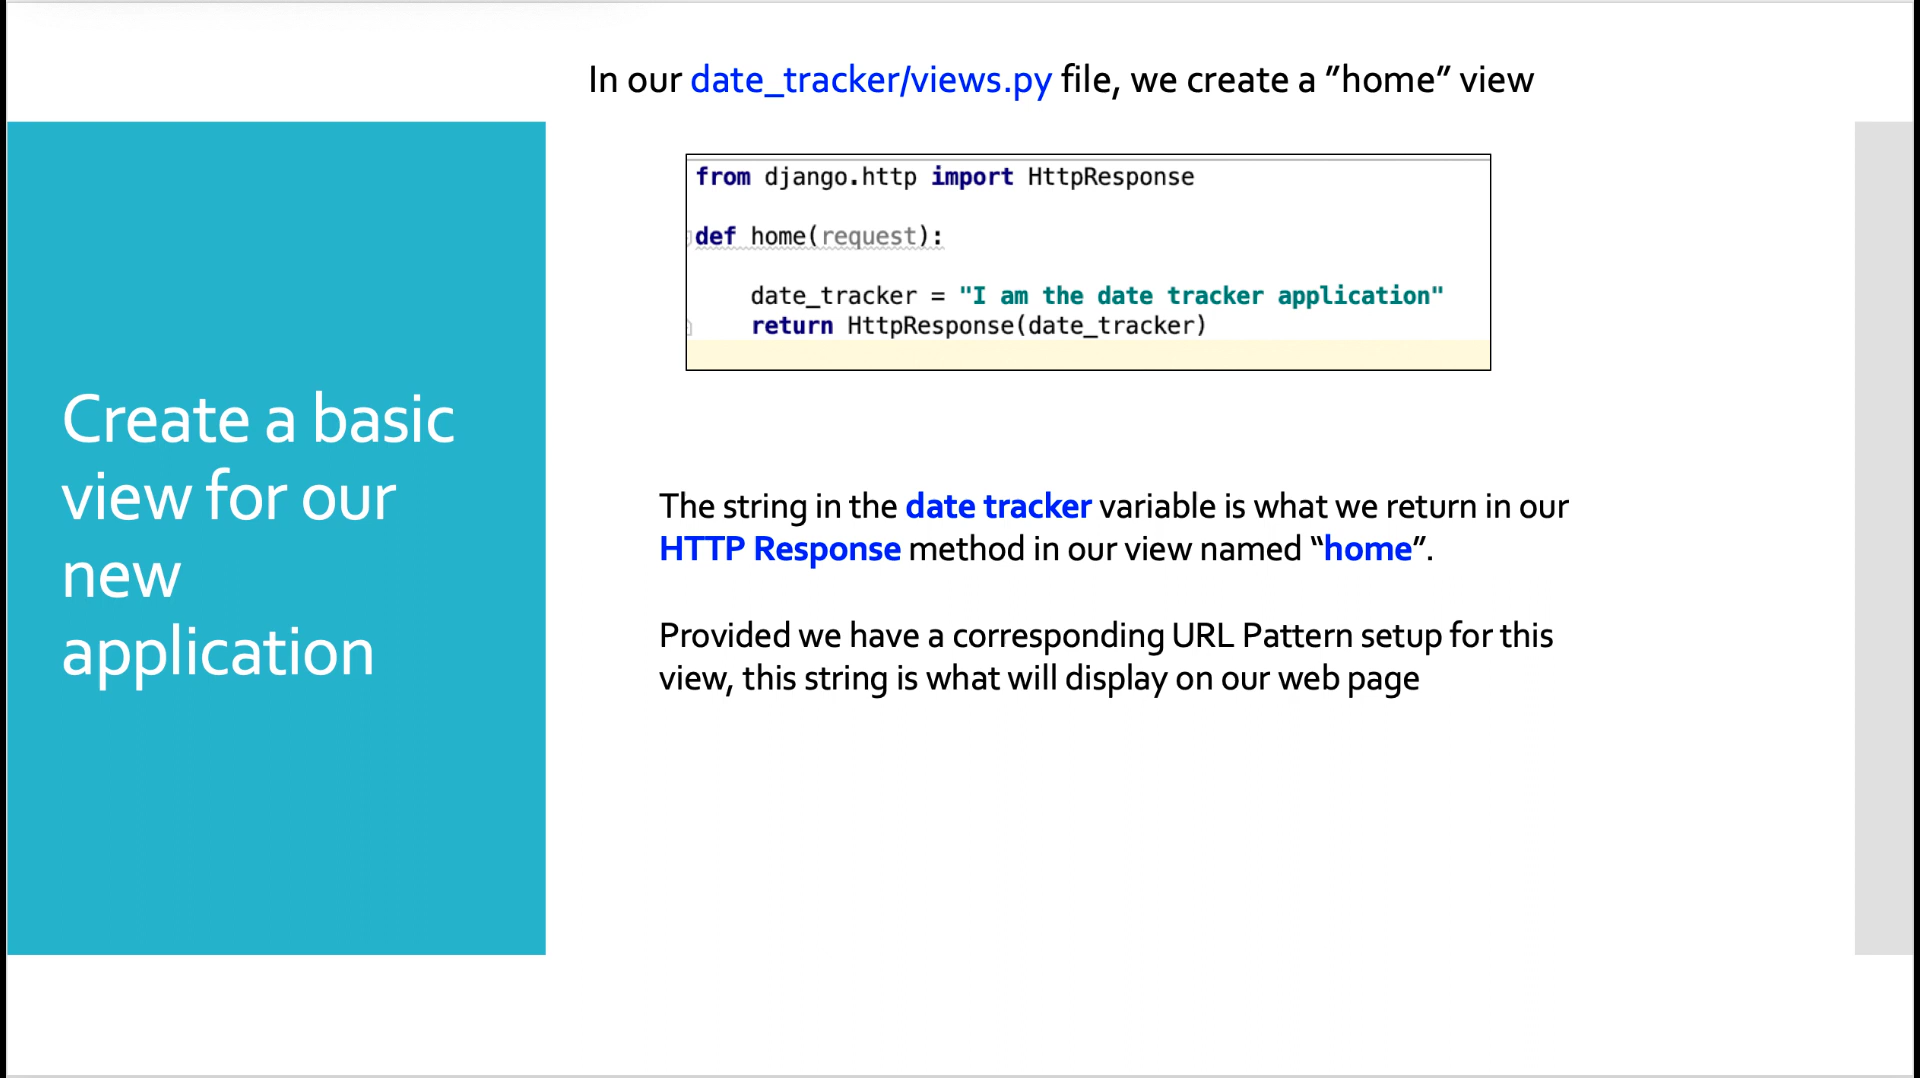 In our date_tracker/views.py file, we create a ”home” view
Create a basic
view for our
new
application
from django.http import HttpResponse
def home(request):
date_tracker = "I am the date tracker application"
return HttpResponse(date_tracker)
The string in the date tracker variable is what we return in our
HTTP Response method in our view named “home”.
Provided we have a corresponding URL Pattern setup for this
view, this string is what will display on our web page